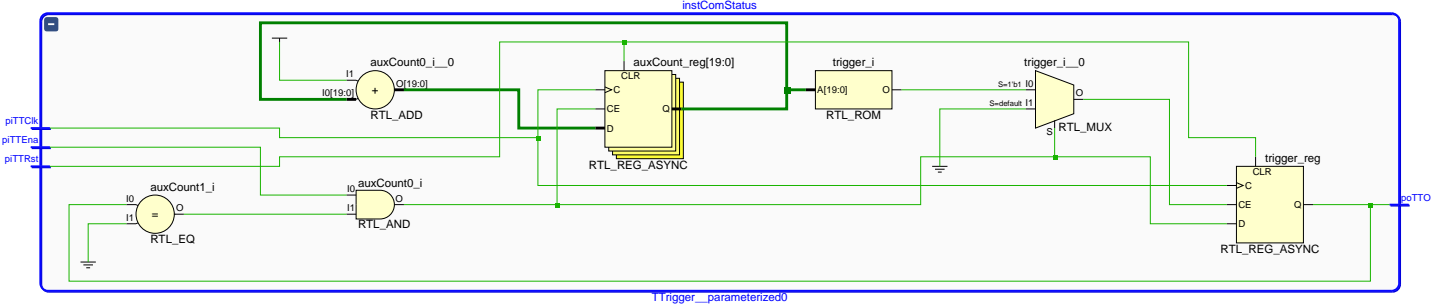 instComStatus
auxCount0_i__0
I1
I0[19:0]
+
O[19:0]
RTL_ADD
auxCount_reg[19:0]
CLR
C
CE
D
Q
RTL_REG_ASYNC
trigger_i
A[19:0]
O
RTL_ROM
trigger_i__0
S=1'b1
I0
S=default
I1
O
S
RTL_MUX
piTTClk
piTTEna
piTTRst
auxCount1_i
I0
I1
=
O
RTL_EQ
auxCount0_i
I0
I1
O
RTL_AND
trigger_reg
CLR
C
CE
D
Q
RTL_REG_ASYNC
poTTO
TTrigger__parameterized0